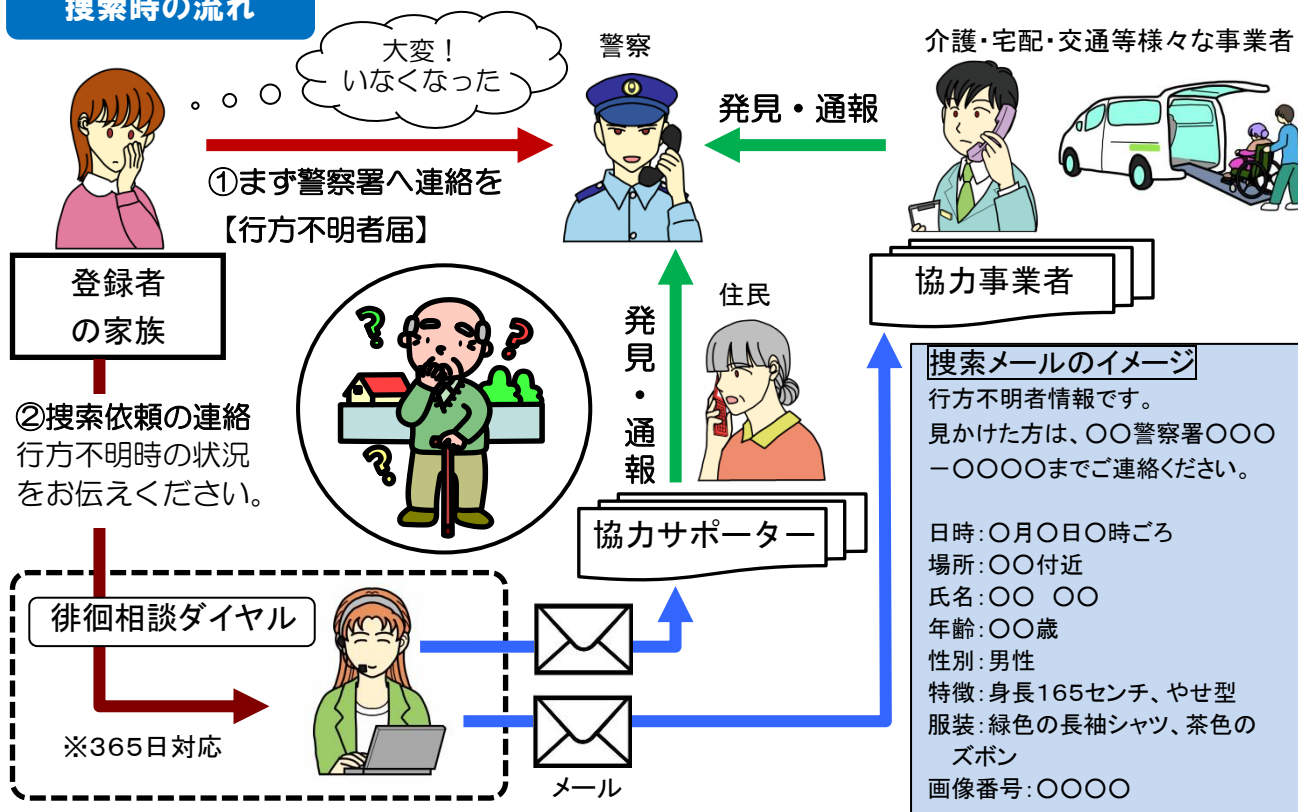 捜索時の流れ
大変！
いなくなった
警察
介護・宅配・交通等様々な事業者
発見・通報
①まず警察署へ連絡を
【行方不明者届】
登録者
の家族
住民
発見・通報
協力事業者
②捜索依頼の連絡
行方不明時の状況
をお伝えください。
協力サポーター
徘徊相談ダイヤル
※365日対応
メール
捜索メールのイメージ
行方不明者情報です。
見かけた方は、〇〇警察署〇〇〇
－〇〇〇〇までご連絡ください。
日時：〇月〇日〇時ごろ
場所：〇〇付近
氏名：〇〇　〇〇
年齢：〇〇歳
性別：男性
特徴：身長１６５センチ、やせ型
服装：緑色の長袖シャツ、茶色の
ズボン
画像番号：〇〇〇〇